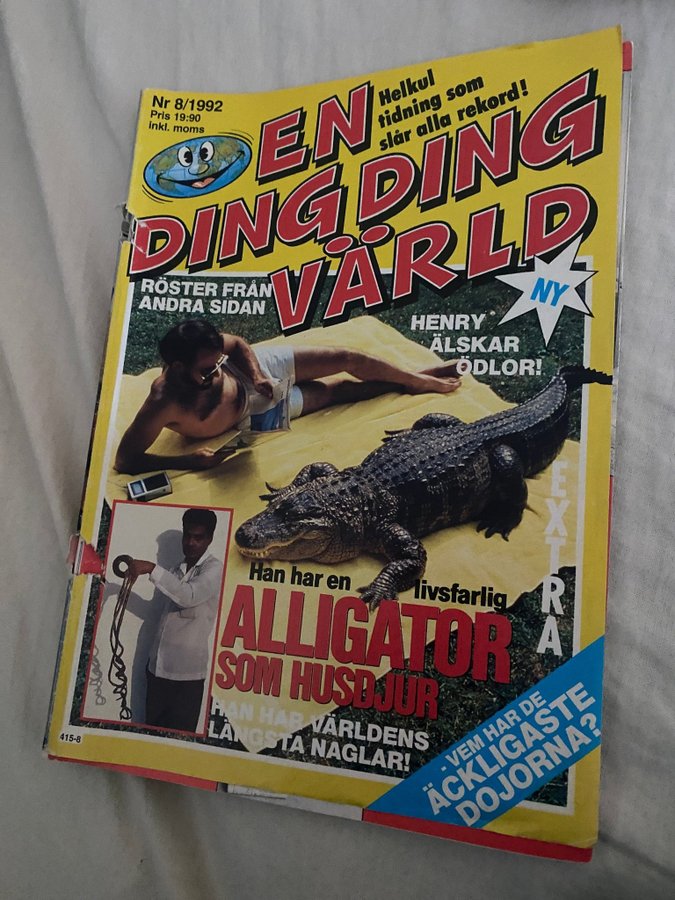 Nr 8/1992
Pris 19:90
inkl. moms
Helkul
tidning som
slår alla rekord!
EN
DING DING
VÄRLD
NY
RÖSTER FRÅN
ANDRA SIDAN
HENRY
ÄLSKAR
ÖDLOR!
EXTRA
Han har en livsfarlig
ALLIGATOR
SOM HUSDJUR
HAN HAR VÄRLDENS
LÄNGSTA NAGLAR!
- VEM HAR DE
ÄCKLIGASTE
DOJORNA?
415-8